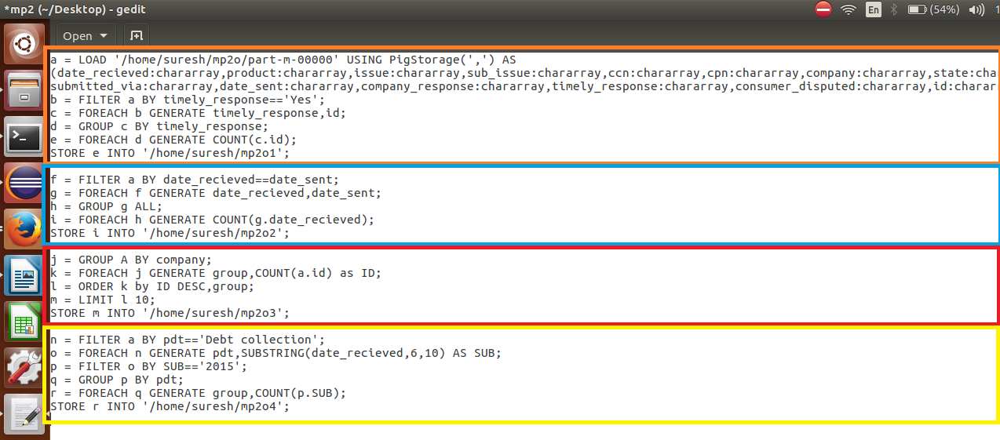 *mp2 (~/Desktop) - gedit
En
(54%)
1
Open
a = LOAD '/home/suresh/mp2o/part-m-00000' USING PigStorage(',') AS
(date_recieved:chararray,product:chararray,issue:chararray,sub_issue:chararray,ccn:chararray,cpn:chararray,company:chararray,state:char
submitted_via:chararray,date_sent:chararray,company_response:chararray,timely_response:chararray,consumer_disputed:chararray,id:charar
b = FILTER a BY timely_response=='Yes';
c = FOREACH b GENERATE timely_response,id;
d = GROUP c BY timely_response;
e = FOREACH d GENERATE COUNT(c.id);
STORE e INTO '/home/suresh/mp2o1';
f = FILTER a BY date_recieved==date_sent;
g = FOREACH f GENERATE date_recieved,date_sent;
h = GROUP g ALL;
i = FOREACH h GENERATE COUNT(g.date_recieved);
STORE i INTO '/home/suresh/mp2o2';
j = GROUP A BY company;
k = FOREACH j GENERATE group,COUNT(a.id) as ID;
l = ORDER k by ID DESC,group;
m = LIMIT l 10;
STORE m INTO '/home/suresh/mp2o3';
n = FILTER a BY pdt=='Debt collection';
o = FOREACH n GENERATE pdt,SUBSTRING(date_recieved,6,10) AS SUB;
p = FILTER o BY SUB=='2015';
q = GROUP p BY pdt;
r = FOREACH q GENERATE group,COUNT(p.SUB);
STORE r INTO '/home/suresh/mp2o4';